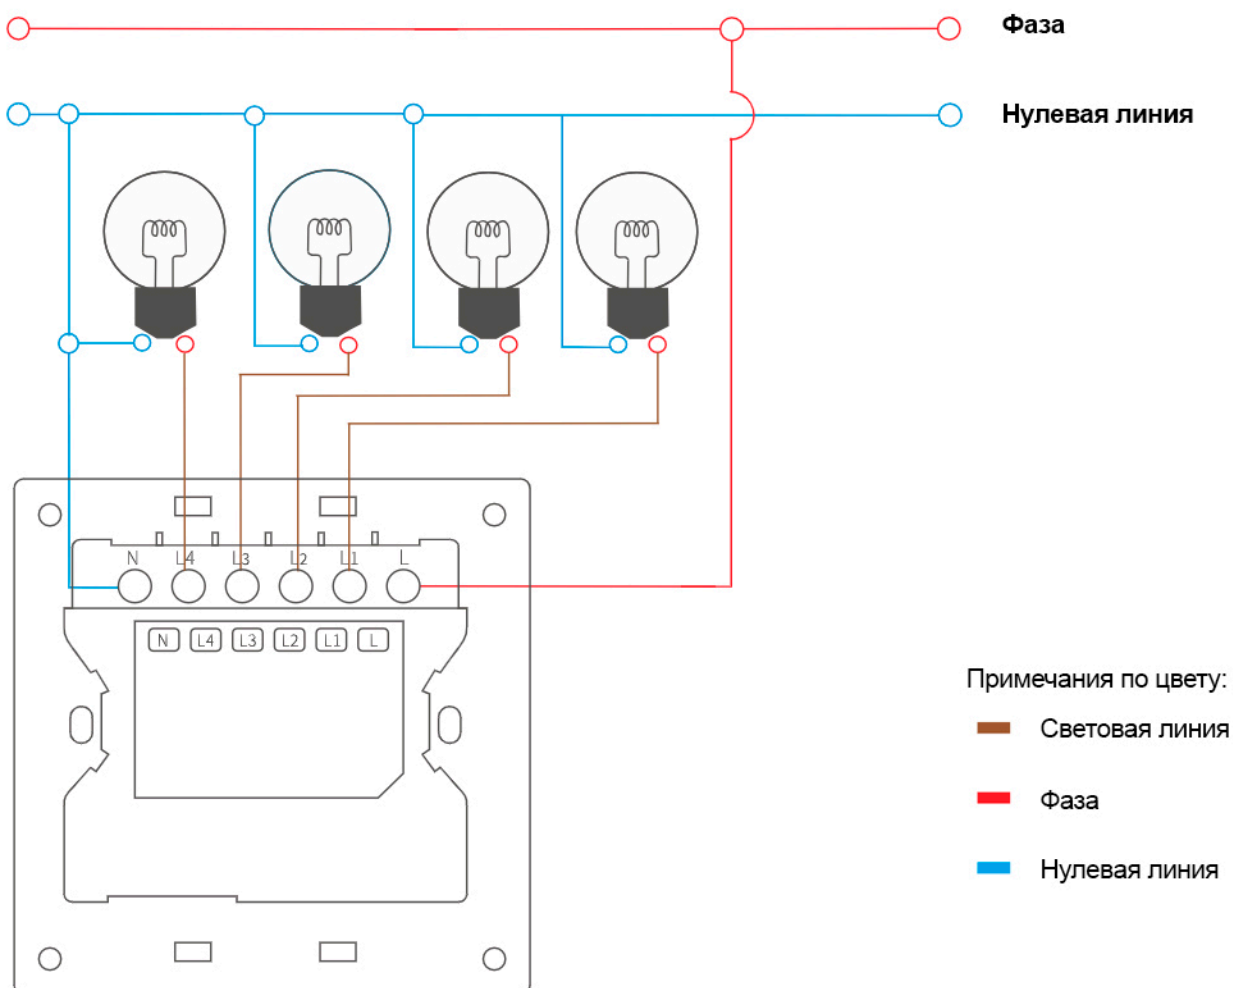 Фаза
Нулевая линия
N L4 L3 L2 L1 L
N L4 L3 L2 L1 L
Примечания по цвету:
Световая линия
Фаза
Нулевая линия